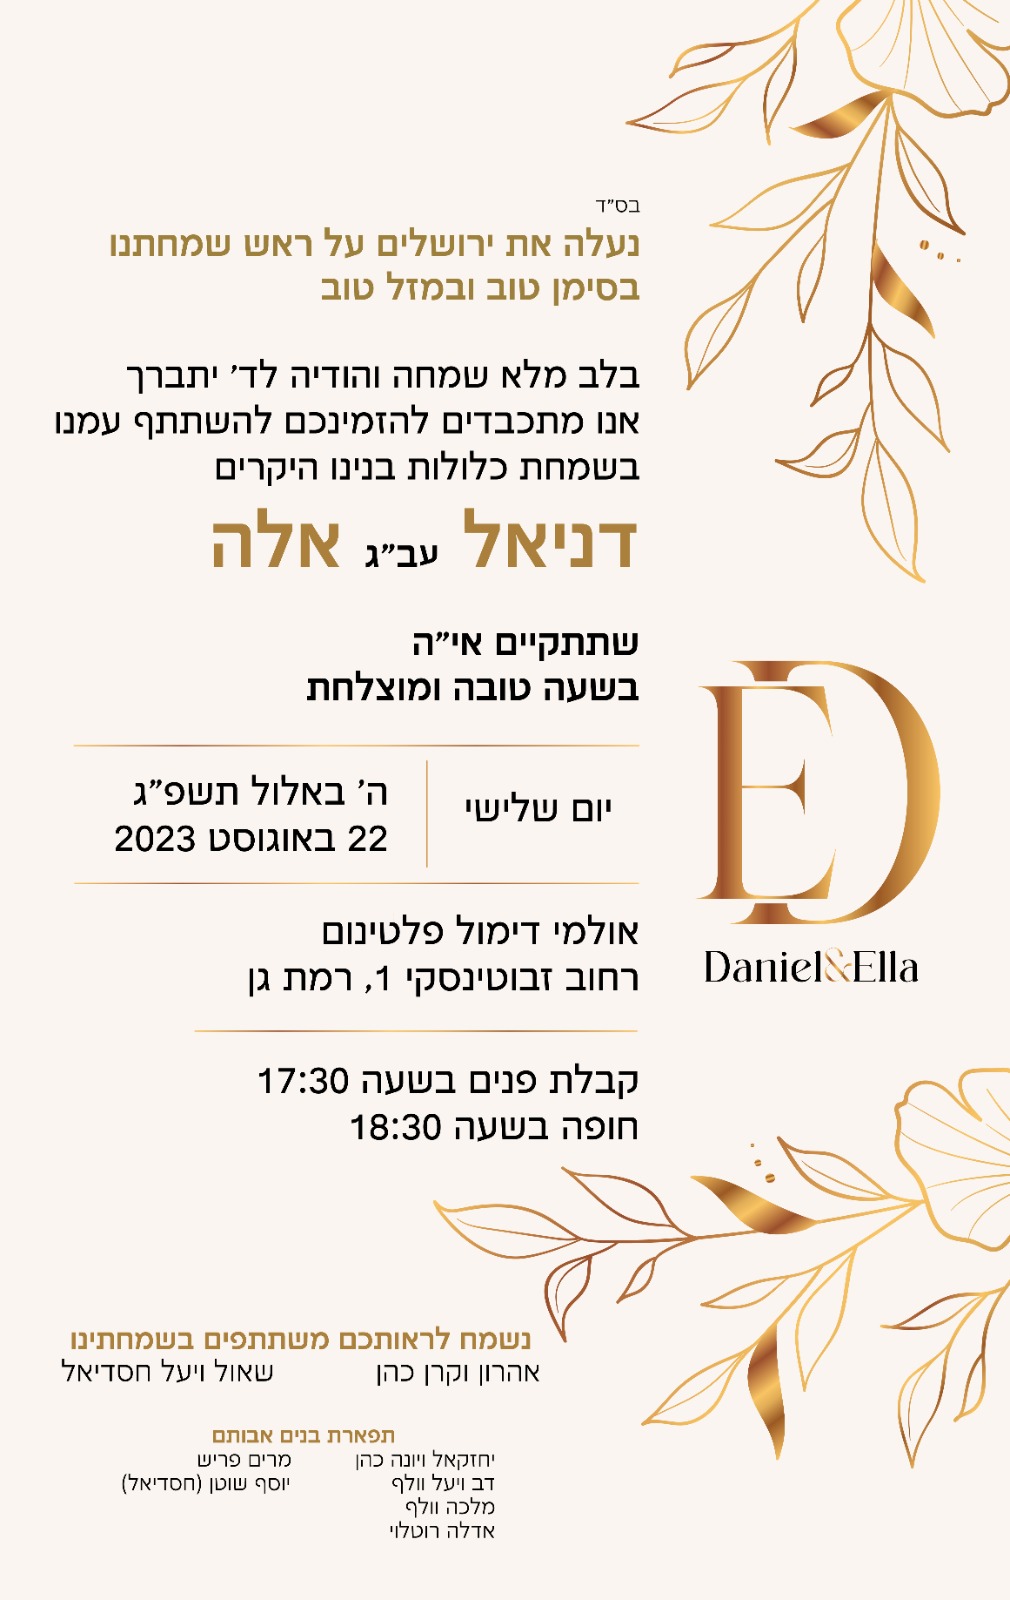 בס״ד
נעלה את ירושלים על ראש שמחתנו
בסימן טוב ובמזל טוב
בלב מלא שמחה והודיה לד׳ יתברך
אנו מתכבדים להזמינכם להשתתף עמנו
בשמחת כלולות בנינו היקרים
דניאל עב״ג אלה
שתתקיים אי״ה
בשעה טובה ומוצלחת
יום שלישי
ה׳ באלול תשפ״ג
22 באוגוסט 2023
ED
Daniel&Ella
אולמי דימול פלטינום
רחוב זבוטינסקי 1, רמת גן
קבלת פנים בשעה 17:30
חופה בשעה 18:30
נשמח לראותכם משתתפים בשמחתינו
אהרון וקרן כהן שאול ויעל חסדיאל
תפארת בנים אבותם
יחזקאל ויונה כהן מרים פריש
דב ויעל וולף יוסף שוטן (חסדיאל)
מלכה וולף
אדלה רוטלוי